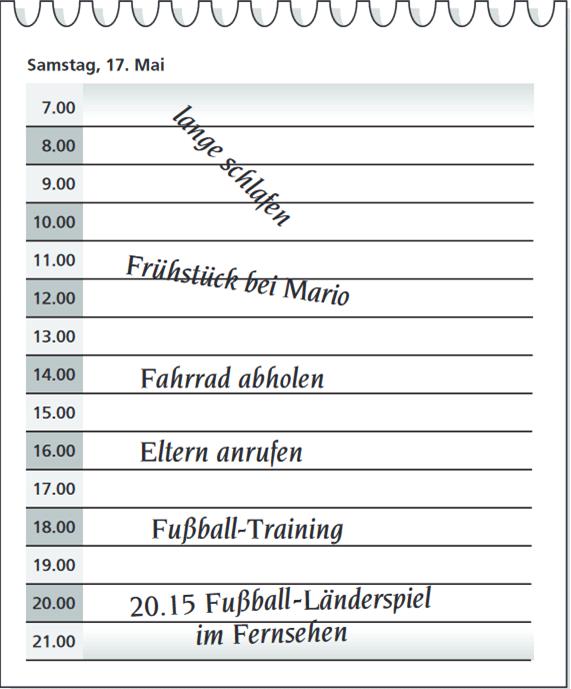 Samstag, 17. Mai
7.00
lange schlafen
8.00
9.00
10.00
11.00 Frühstück bei Mario
12.00
13.00
14.00 Fahrrad abholen
15.00
16.00 Eltern anrufen
17.00
18.00 Fußball-Training
19.00
20.00 20.15 Fußball-Länderspiel
21.00 im Fernsehen